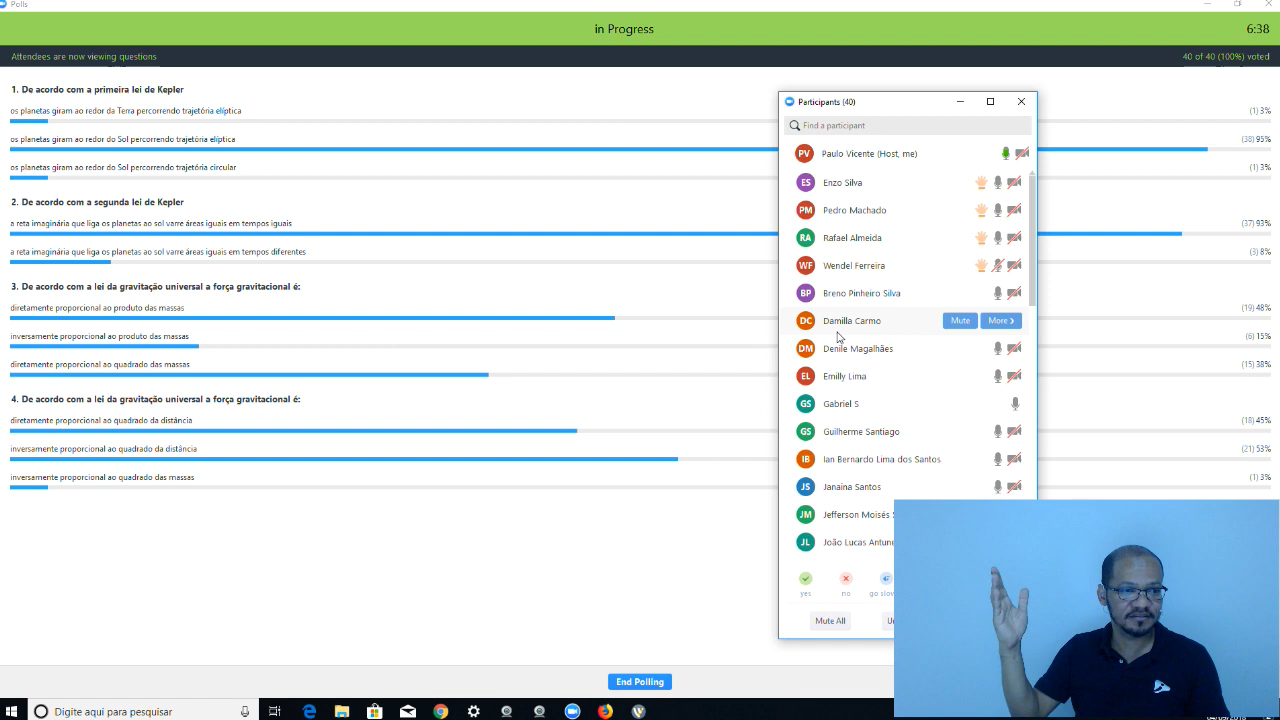 Polls
in Progress
6:38
Attendees are now viewing questions
40 of 40 (100%) voted
1. De acordo com a primeira lei de Kepler
os planetas giram ao redor da Terra percorrendo trajetória elíptica
(1) 3%
os planetas giram ao redor do Sol percorrendo trajetória elíptica
(38) 95%
os planetas giram ao redor do Sol percorrendo trajetória circular
(1) 3%
2. De acordo com a segunda lei de Kepler
a reta imaginária que liga os planetas ao sol varre áreas iguais em tempos iguais
(37) 93%
a reta imaginária que liga os planetas ao sol varre áreas iguais em tempos diferentes
(3) 8%
3. De acordo com a lei da gravitação universal a força gravitacional é:
diretamente proporcional ao produto das massas
(19) 48%
inversamente proporcional ao produto das massas
(6) 15%
diretamente proporcional ao quadrado das massas
(15) 38%
4. De acordo com a lei da gravitação universal a força gravitacional é:
diretamente proporcional ao quadrado da distância
(18) 45%
inversamente proporcional ao quadrado da distância
(21) 53%
inversamente proporcional ao quadrado das massas
(1) 3%
End Polling
Participants (40)
Find a participant
PV Paulo Vicente (Host, me)
ES Enzo Silva
PM Pedro Machado
RA Rafael Almeida
WF Wendel Ferreira
BP Breno Pinheiro Silva
DC Damilla Carmo Mute More
DM Denile Magalhães
EL Emilly Lima
GS Gabriel S
GS Guilherme Santiago
IB Ian Bernardo Lima dos Santos
JS Janaina Santos
JM Jefferson Moisés
JL João Lucas Antune
yes no go slo
Mute All
Digite aqui para pesquisar